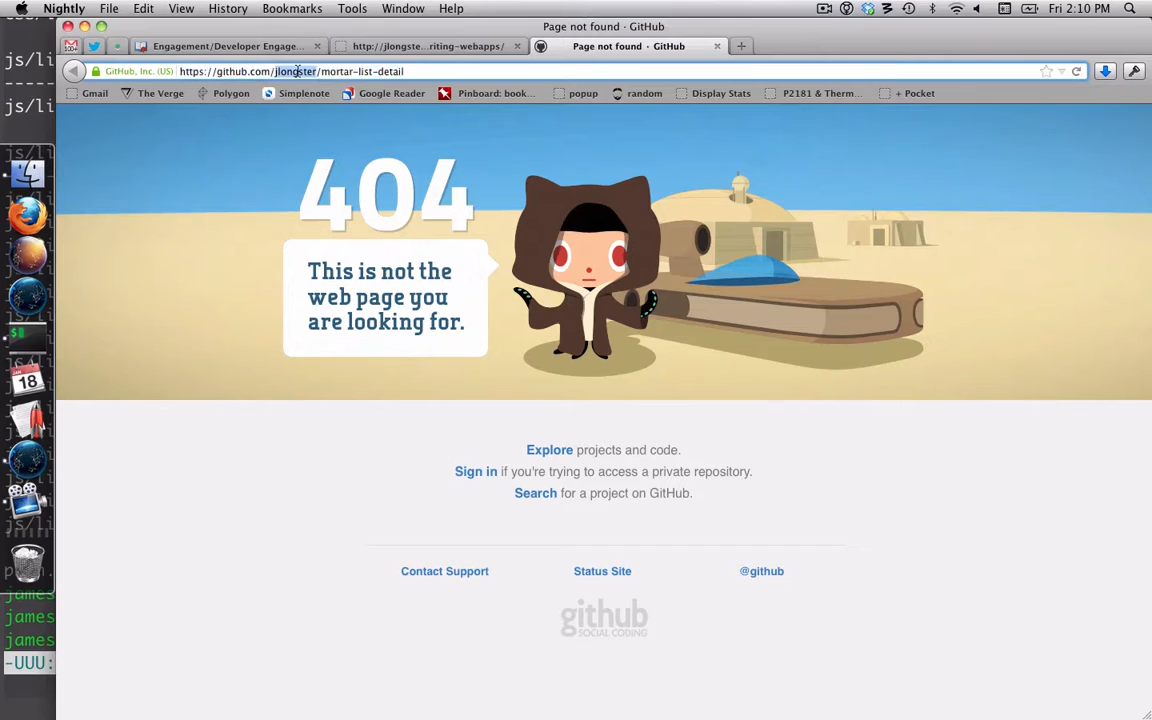 Nightly File Edit View History Bookmarks Tools Window Help Fri 2:10 PM
Page not found · GitHub
Engagement/Developer Engage... http://jlongste...riting-webapps/ Page not found · GitHub
GitHub, Inc. (US) https://github.com/jlongster/mortar-list-detail
Gmail The Verge Polygon Simplenote Google Reader Pinboard: book... popup random Display Stats P2181 & Therm... + Pocket
js/li
js/li
404
This is not the
web page you
are looking for.
JAN
18
Explore projects and code.
Sign in if you're trying to access a private repository.
Search for a project on GitHub.
Contact Support Status Site @github
james
james
james
-UUU:
github
SOCIAL CODING